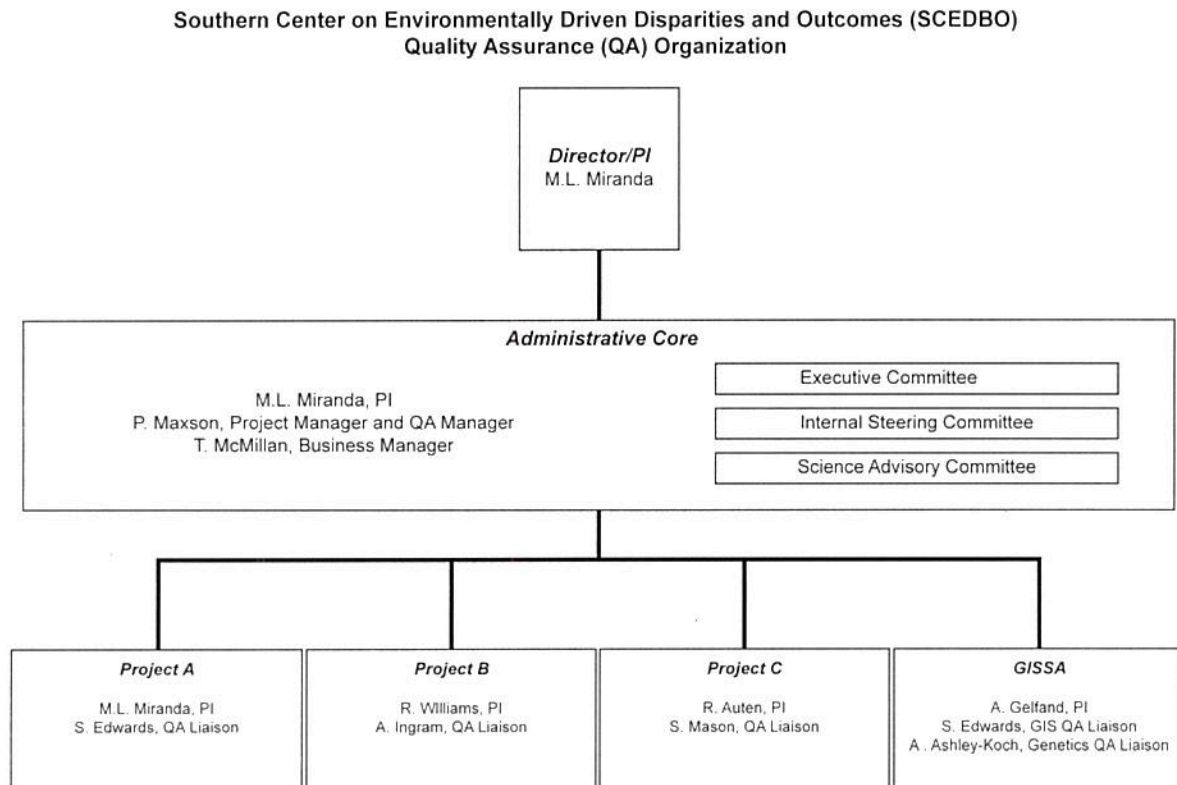 Southern Center on Environmentally Driven Disparities and Outcomes (SCEDBO)
Quality Assurance (QA) Organization
Director/PI
M.L. Miranda
Administrative Core
M.L. Miranda, PI
P. Maxson, Project Manager and QA Manager
T. McMillan, Business Manager
Executive Committee
Internal Steering Committee
Science Advisory Committee
Project A
M.L. Miranda, PI
S. Edwards, QA Liaison
Project B
R. WIlliams, PI
A. Ingram, QA Liaison
Project C
R. Auten, PI
S. Mason, QA Liaison
GISSA
A. Gelfand, PI
S. Edwards, GIS QA Liaison
A . Ashley-Koch, Genetics QA Liaison